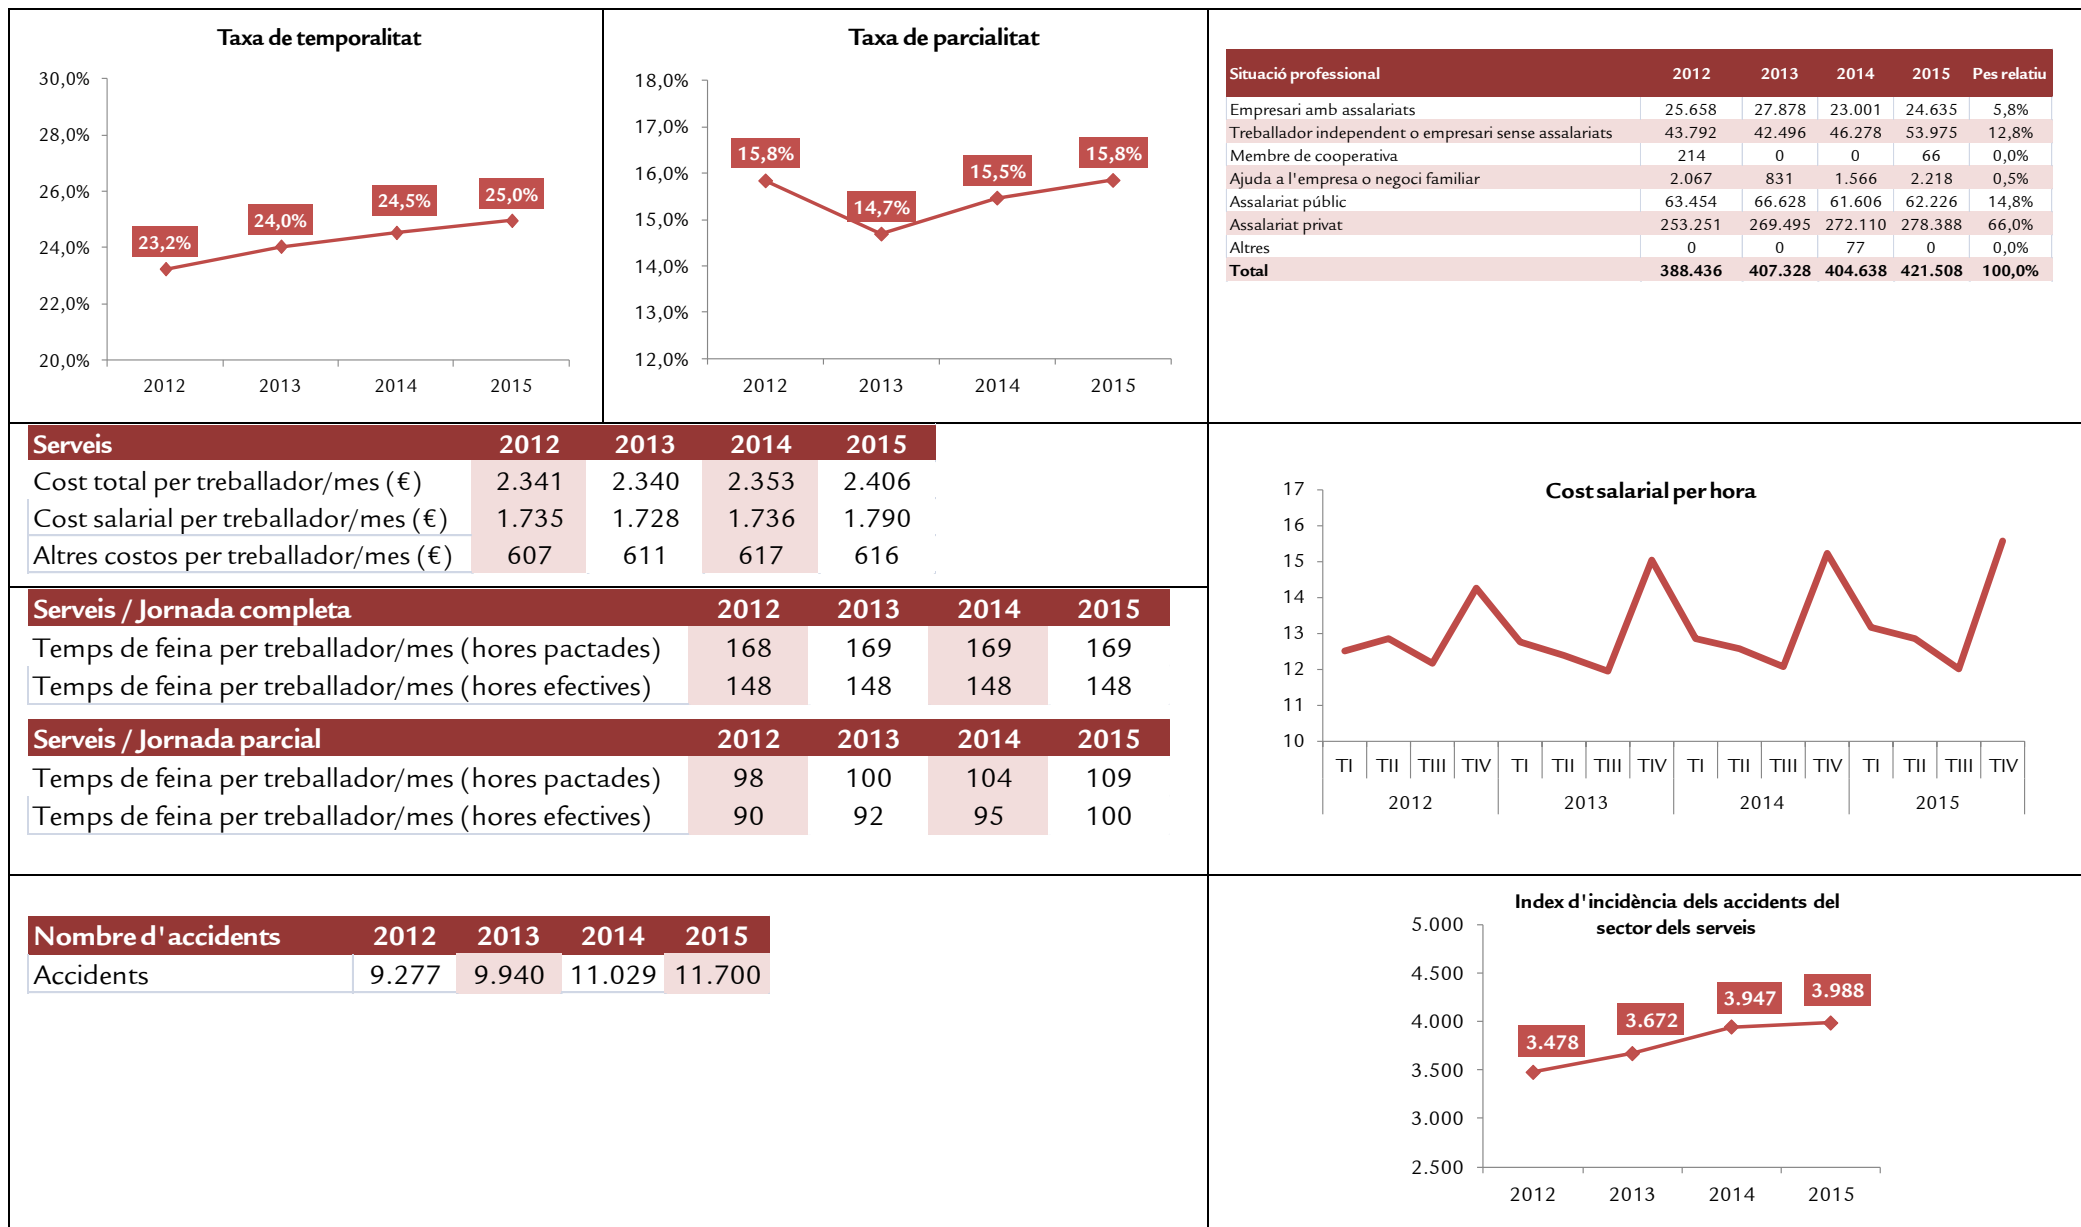 Taxa de temporalitat
30,0%
28,0%
26,0%
24,0%
22,0%
20,0%
23,2%
24,0%
24,5%
25,0%
2012 2013 2014 2015
Taxa de parcialitat
18,0%
17,0%
16,0%
15,0%
14,0%
13,0%
12,0%
15,8%
14,7%
15,5%
15,8%
2012 2013 2014 2015
Situació professional 2012 2013 2014 2015 Pes relatiu
Empresari amb assalariats 25.658 27.878 23.001 24.635 5,8%
Treballador independent o empresari sense assalariats 43.792 42.496 46.278 53.975 12,8%
Membre de cooperativa 214 0 0 66 0,0%
Ajuda a l'empresa o negoci familiar 2.067 831 1.566 2.218 0,5%
Assalariat públic 63.454 66.628 61.606 62.226 14,8%
Assalariat privat 253.251 269.495 272.110 278.388 66,0%
Altres 0 0 77 0 0,0%
Total 388.436 407.328 404.638 421.508 100,0%
Serveis 2012 2013 2014 2015
Cost total per treballador/mes (€) 2.341 2.340 2.353 2.406
Cost salarial per treballador/mes (€) 1.735 1.728 1.736 1.790
Altres costos per treballador/mes (€) 607 611 617 616
Serveis / Jornada completa 2012 2013 2014 2015
Temps de feina per treballador/mes (hores pactades) 168 169 169 169
Temps de feina per treballador/mes (hores efectives) 148 148 148 148
Serveis / Jornada parcial 2012 2013 2014 2015
Temps de feina per treballador/mes (hores pactades) 98 100 104 109
Temps de feina per treballador/mes (hores efectives) 90 92 95 100
Cost salarial per hora
17
16
15
14
13
12
11
10
TI TII TIII TIV TI TII TIII TIV TI TII TIII TIV TI TII TIII TIV
2012 2013 2014 2015
Nombre d'accidents 2012 2013 2014 2015
Accidents 9.277 9.940 11.029 11.700
Index d'incidència dels accidents del
sector dels serveis
5.000
4.500
4.000
3.500
3.000
2.500
3.478
3.672
3.947
3.988
2012 2013 2014 2015